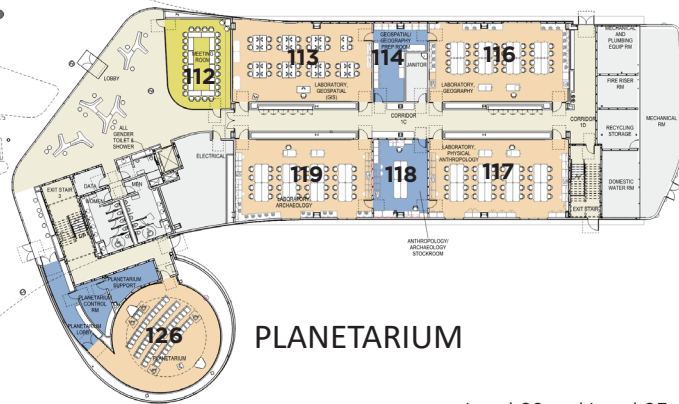 MECHANICAL
AND
PLUMBING
EQUIP RM
GEOSPATIAL/
GEOGRAPHY
PREP ROOM
MEETING
ROOM
112
113
114
116
JANITOR
LOBBY
LABORATORY,
GEOSPATIAL
(GIS)
LABORATORY,
GEOGRAPHY
FIRE RISER
RM
CORRIDOR
1C
CORRIDOR
1D
MECHANICAL
RM
ALL
GENDER
TOILET &
SHOWER
RECYCLING
STORAGE
ELECTRICAL
LABORATORY,
PHYSICAL
ANTHROPOLOGY
119
118
117
DATA
MEN
EXIT STAIR
WOMEN
LABORATORY,
ARCHAEOLOGY
DOMESTIC
WATER RM
EXIT STAIR
ANTHROPOLOGY/
ARCHAEOLOGY
STOCKROOM
PLANETARIUM
SUPPORT
PLANETARIUM
CONTROL
RM
PLANETARIUM
LOBBY
126
PLANETARIUM
PLANETARIUM